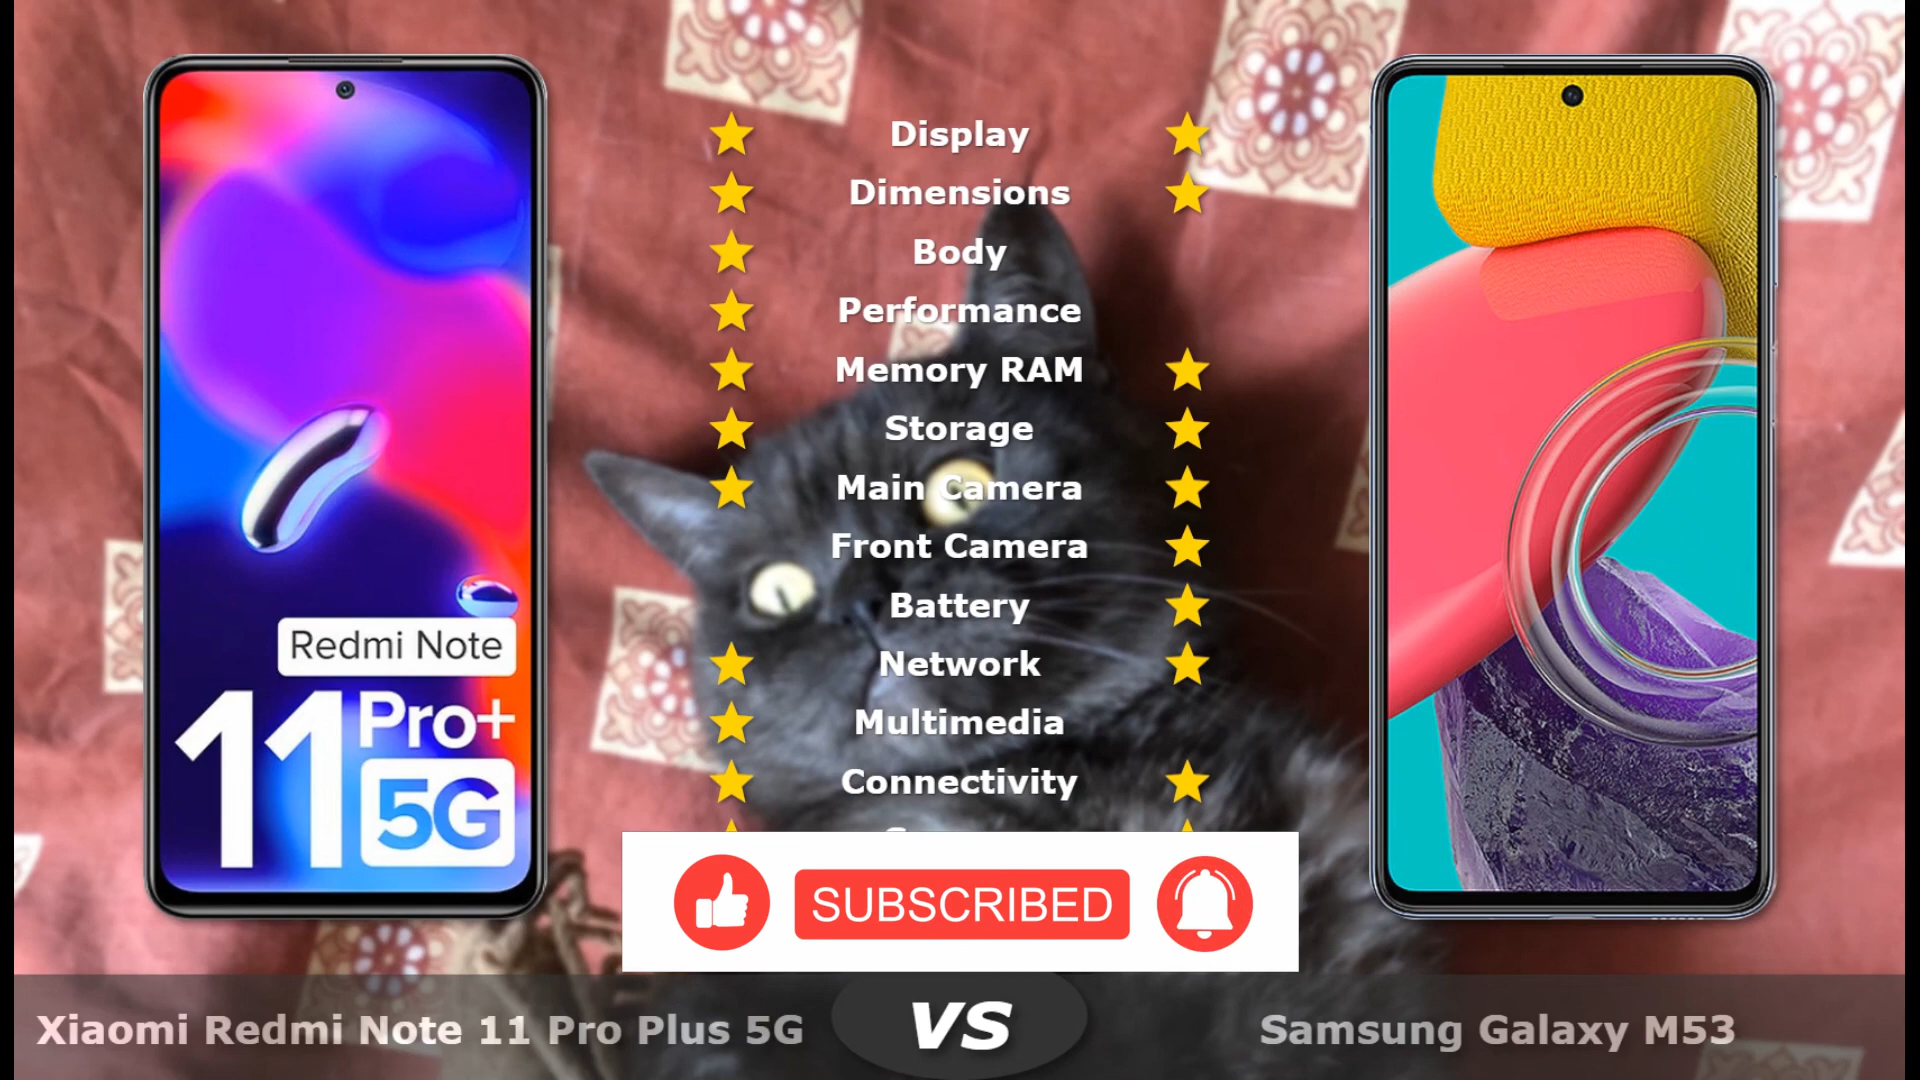 Display
Dimensions
Body
Performance
Memory RAM
Storage
Main Camera
Front Camera
Battery
Network
Multimedia
Connectivity
Redmi Note
11 Pro+
5G
SUBSCRIBED
Xiaomi Redmi Note 11 Pro Plus 5G
VS
Samsung Galaxy M53